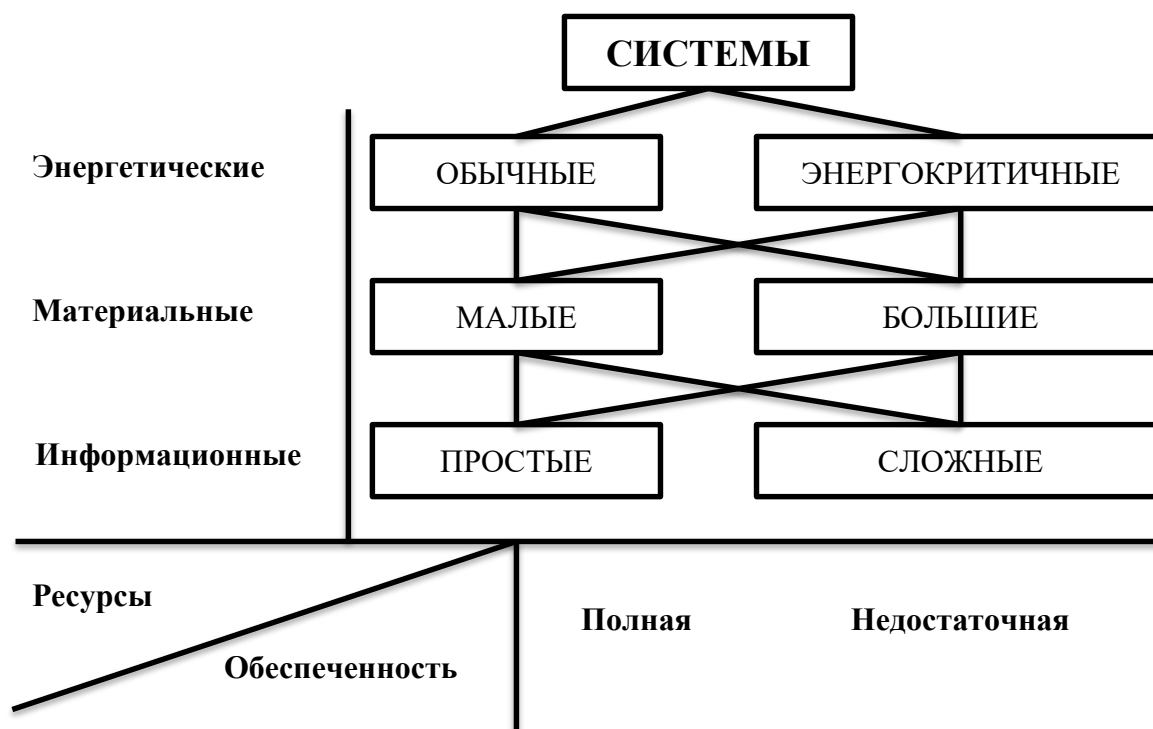 СИСТЕМЫ
Энергетические
ОБЫЧНЫЕ
ЭНЕРГОКРИТИЧНЫЕ
Материальные
МАЛЫЕ
БОЛЬШИЕ
Информационные
ПРОСТЫЕ
СЛОЖНЫЕ
Ресурсы
Обеспеченность
Полная
Недостаточная